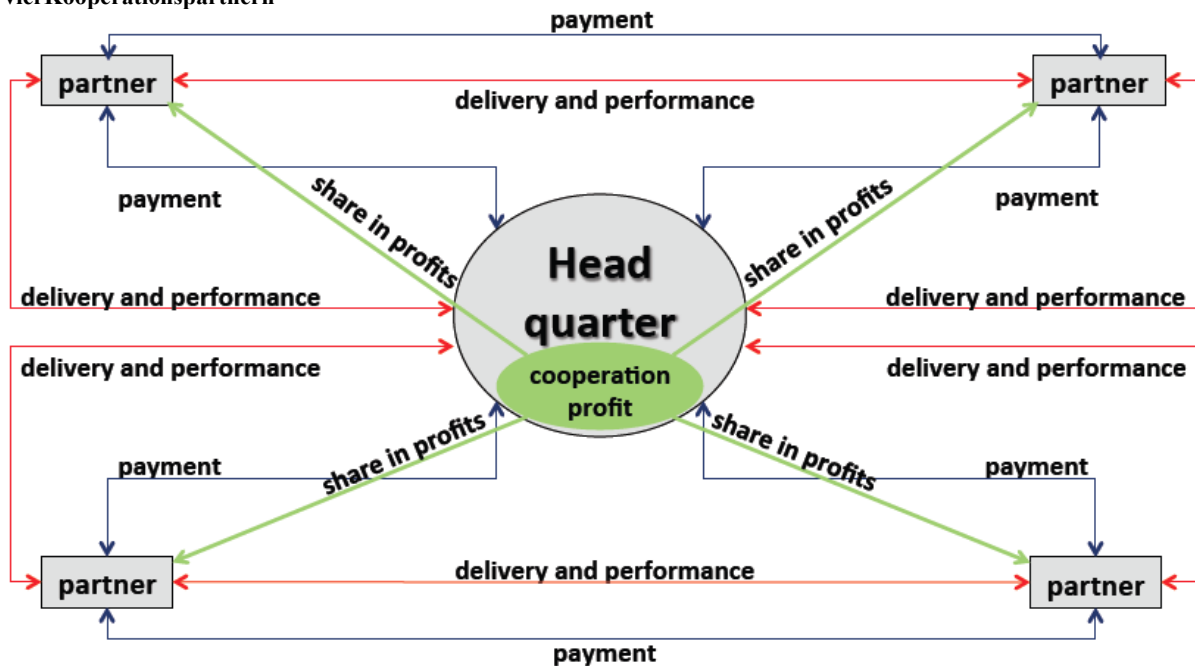 vier Kooperationspartnern
payment
partner
partner
delivery and performance
payment
payment
share in profits
share in profits
Head
quarter
delivery and performance
delivery and performance
delivery and performance
delivery and performance
cooperation
profit
share in profits
share in profits
payment
payment
partner
partner
delivery and performance
payment